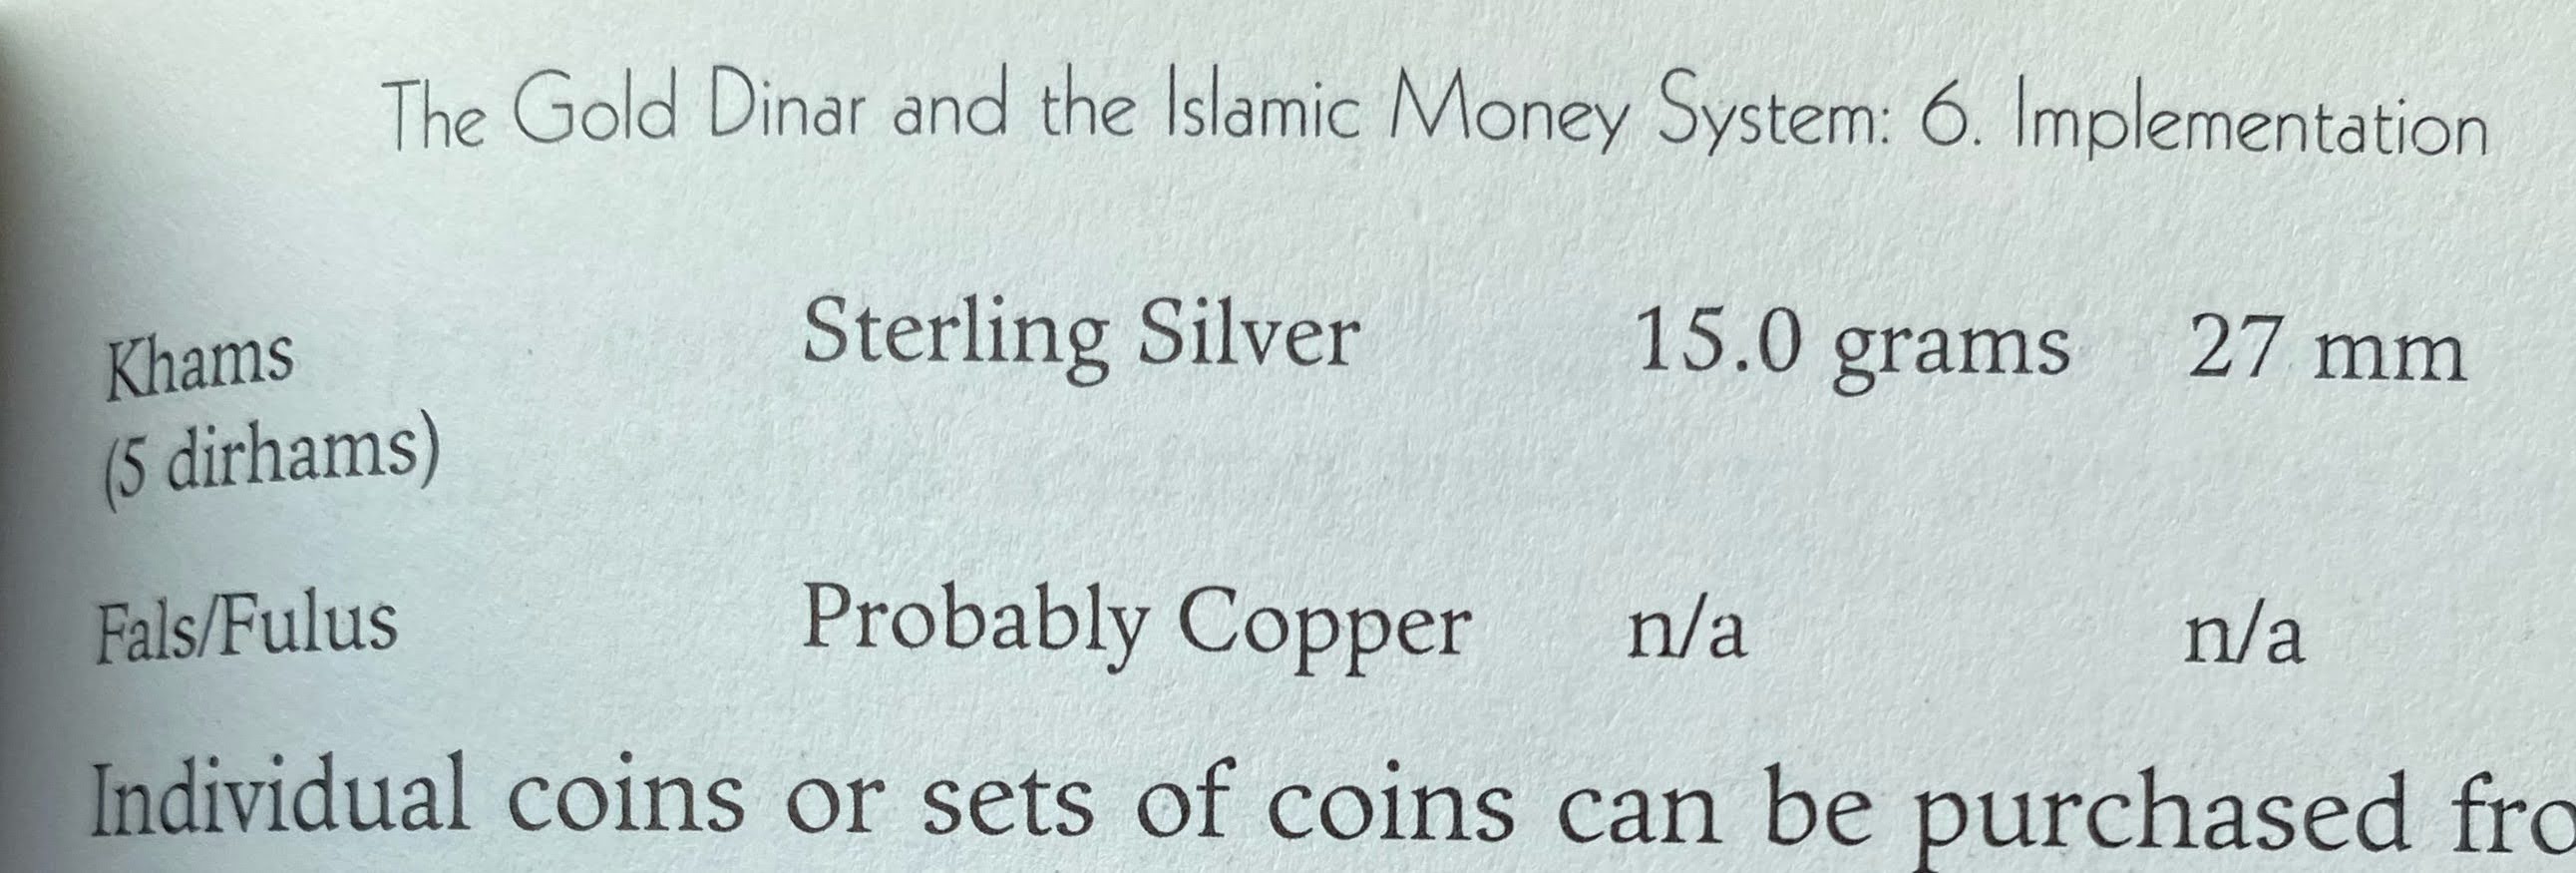 The Gold Dinar and the Islamic Money System: 6. Implementation
Khams Sterling Silver 15.0 grams 27 mm
(5 dirhams)
Fals/Fulus Probably Copper n/a n/a
Individual coins or sets of coins can be purchased fro